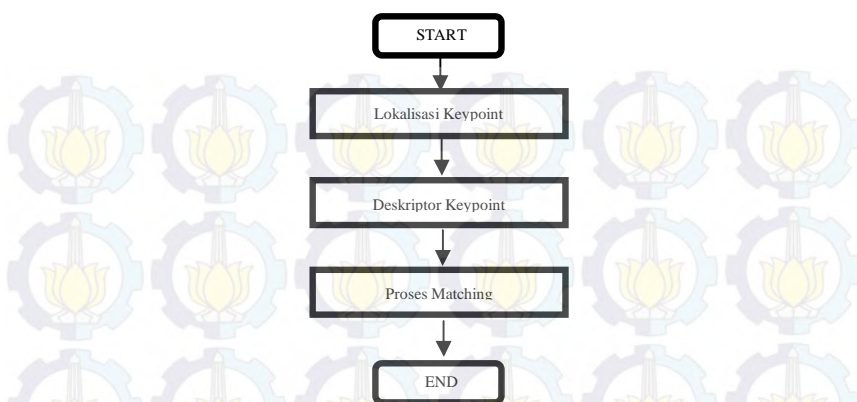 START
Lokalisasi Keypoint
Deskriptor Keypoint
Proses Matching
END